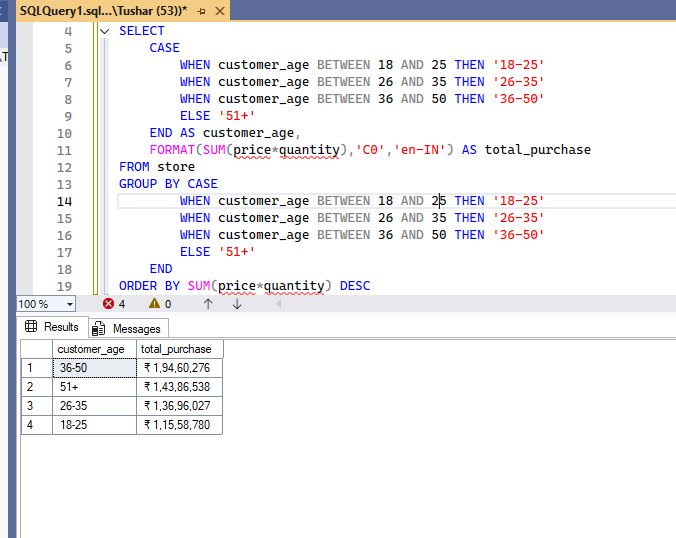 SQLQuery1.sql...\Tushar (53))*
\T
4 SELECT
5 CASE
6 WHEN customer_age BETWEEN 18 AND 25 THEN '18-25'
7 WHEN customer_age BETWEEN 26 AND 35 THEN '26-35'
8 WHEN customer_age BETWEEN 36 AND 50 THEN '36-50'
9 ELSE '51+'
10 END AS customer_age,
11 FORMAT(SUM(price*quantity),'C0','en-IN') AS total_purchase
12 FROM store
13 GROUP BY CASE
14 WHEN customer_age BETWEEN 18 AND 25 THEN '18-25'
15 WHEN customer_age BETWEEN 26 AND 35 THEN '26-35'
16 WHEN customer_age BETWEEN 36 AND 50 THEN '36-50'
17 ELSE '51+'
18 END
19 ORDER BY SUM(price*quantity) DESC
100 % 4 0
Results Messages
customer_age total_purchase
1 36-50 ₹ 1,94,60,276
2 51+ ₹ 1,43,86,538
3 26-35 ₹ 1,36,96,027
4 18-25 ₹ 1,15,58,780